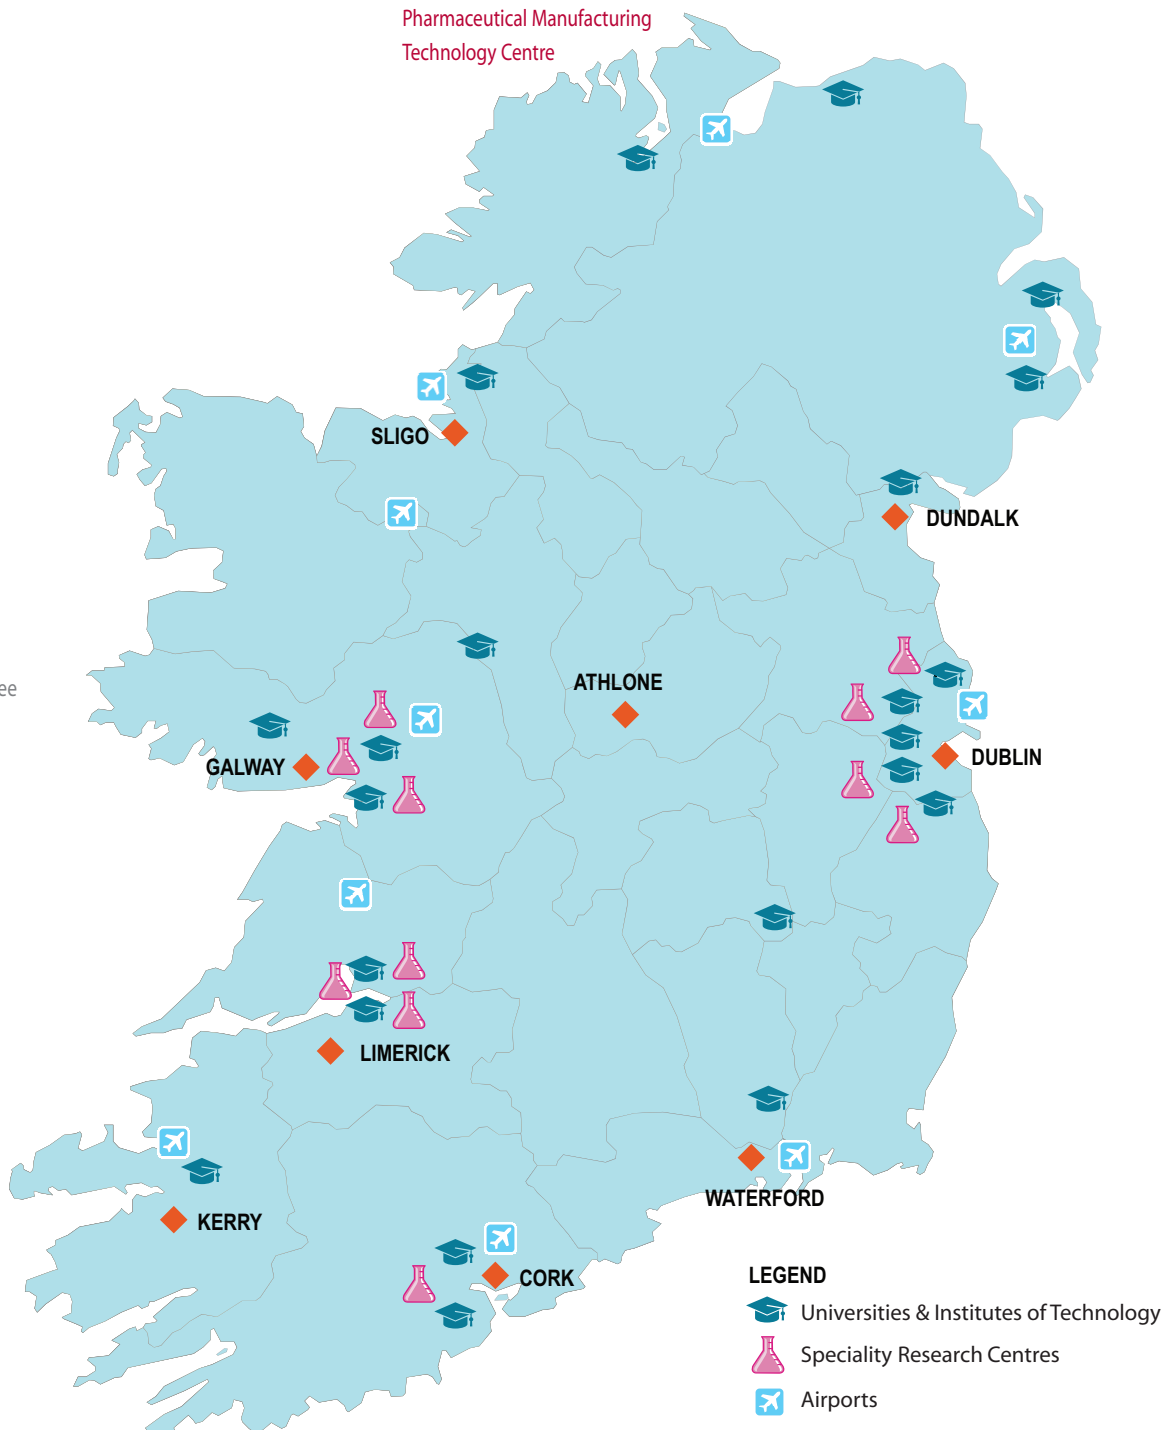 Pharmaceutical Manufacturing
Technology Centre
SLIGO
DUNDALK
ee
ATHLONE
GALWAY
DUBLIN
LIMERICK
WATERFORD
KERRY
CORK
LEGEND
Universities & Institutes of Technology
Speciality Research Centres
Airports